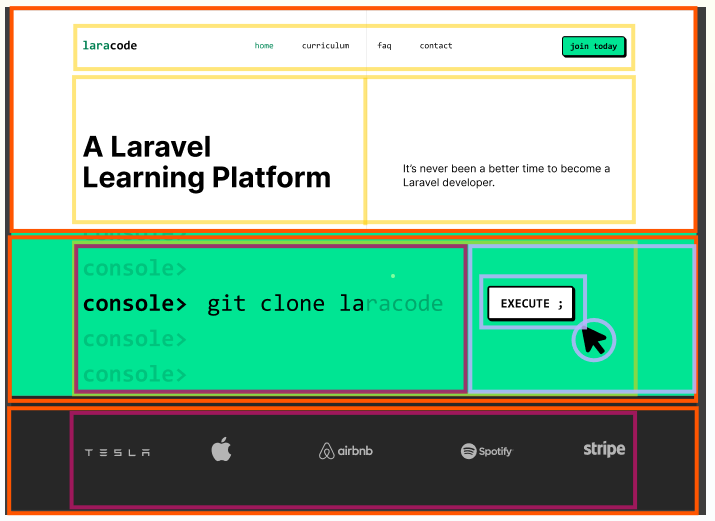 laracode
home curriculum faq contact
join today
A Laravel
Learning Platform
It's never been a better time to become a
Laravel developer.
console>
console>
console> git clone laracode
EXECUTE ;
console>
console>
TESLA airbnb Spotify stripe